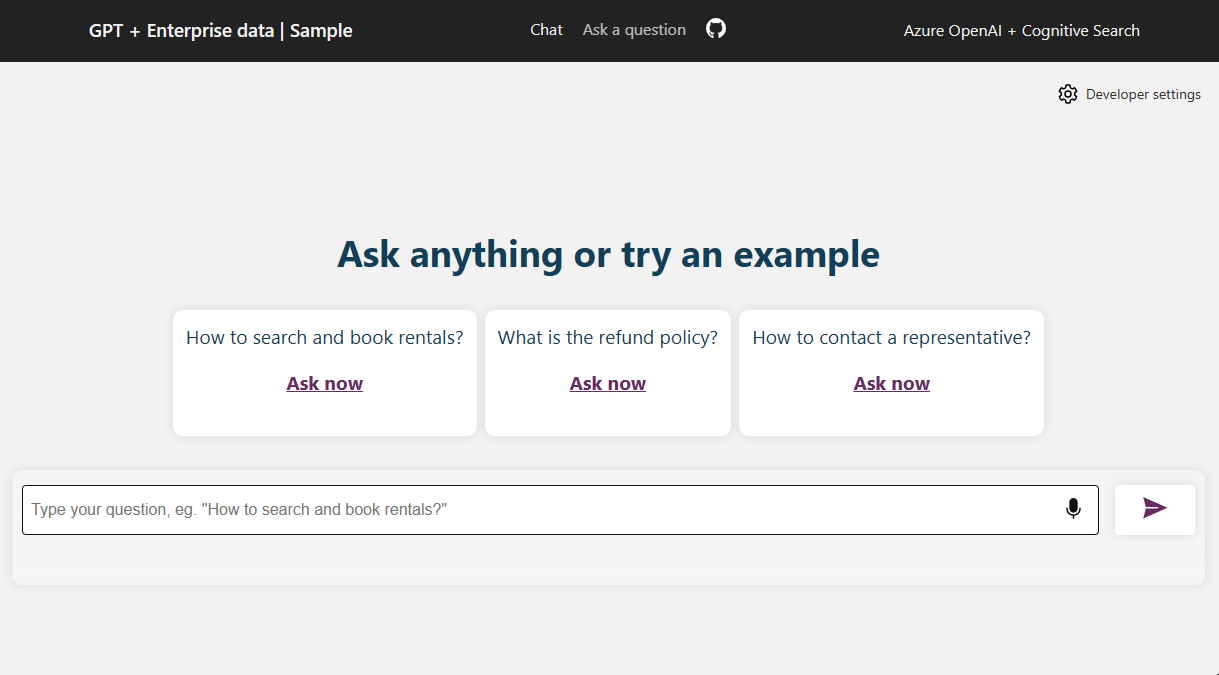 GPT + Enterprise data | Sample
Chat
Ask a question
Azure OpenAI + Cognitive Search
Developer settings
Ask anything or try an example
How to search and book rentals?
Ask now
What is the refund policy?
Ask now
How to contact a representative?
Ask now
Type your question, eg. "How to search and book rentals?"